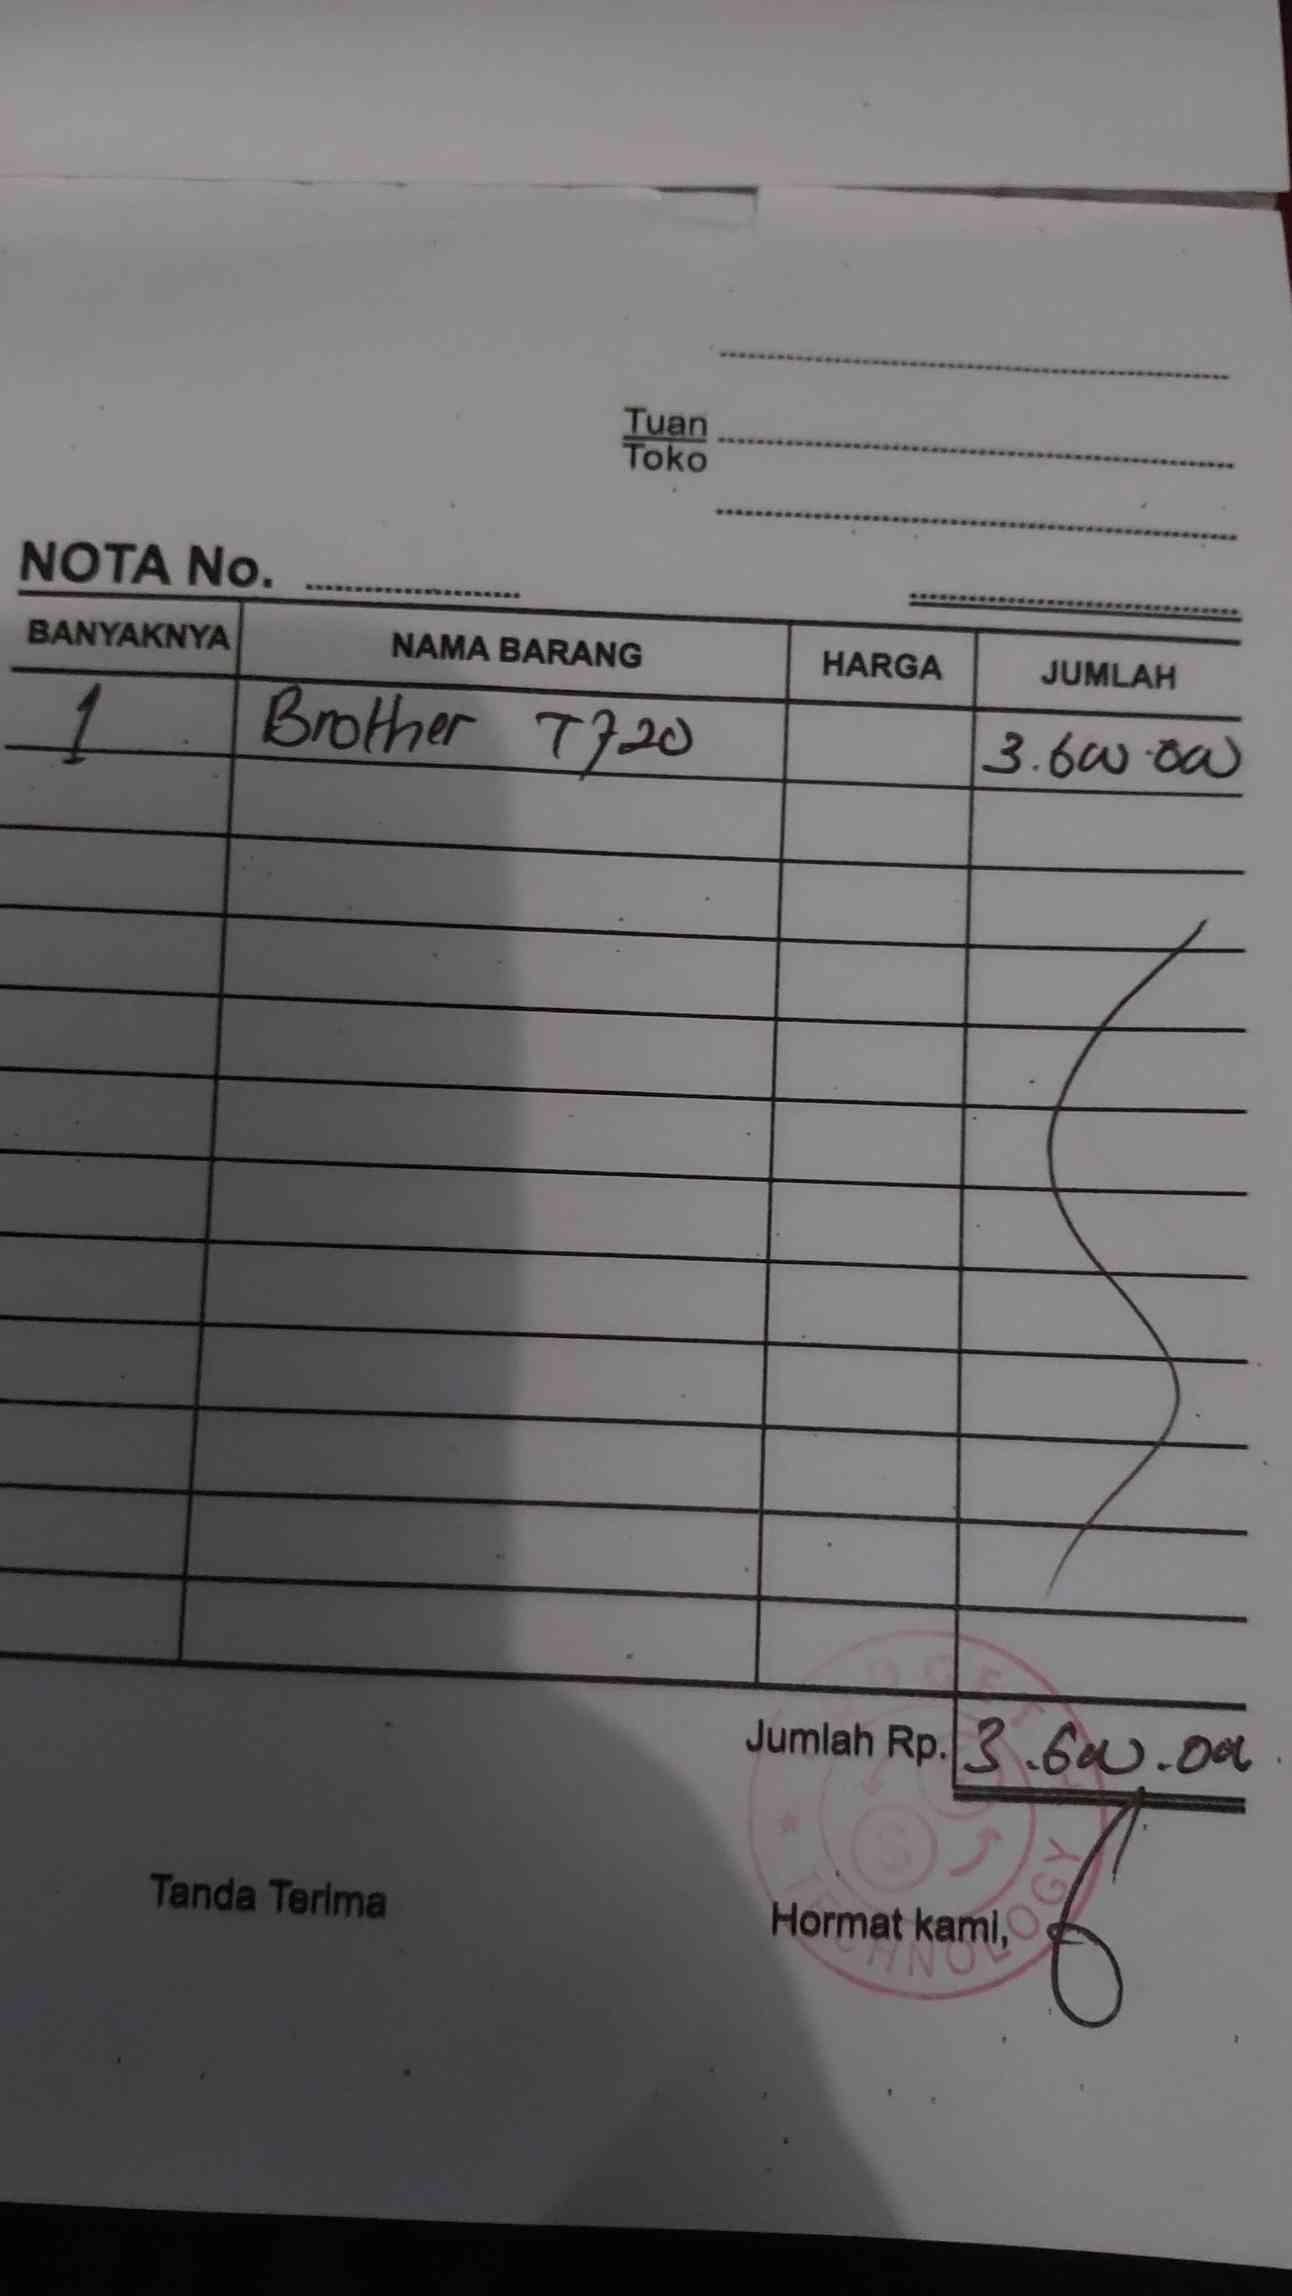 Tuan
Toko
NOTA No.
BANYAKNYA NAMA BARANG HARGA JUMLAH
1 Brother T720 3.600.000
Jumlah Rp. 3.600.000
Tanda Terima Hormat kami,
TECHNOLOGY